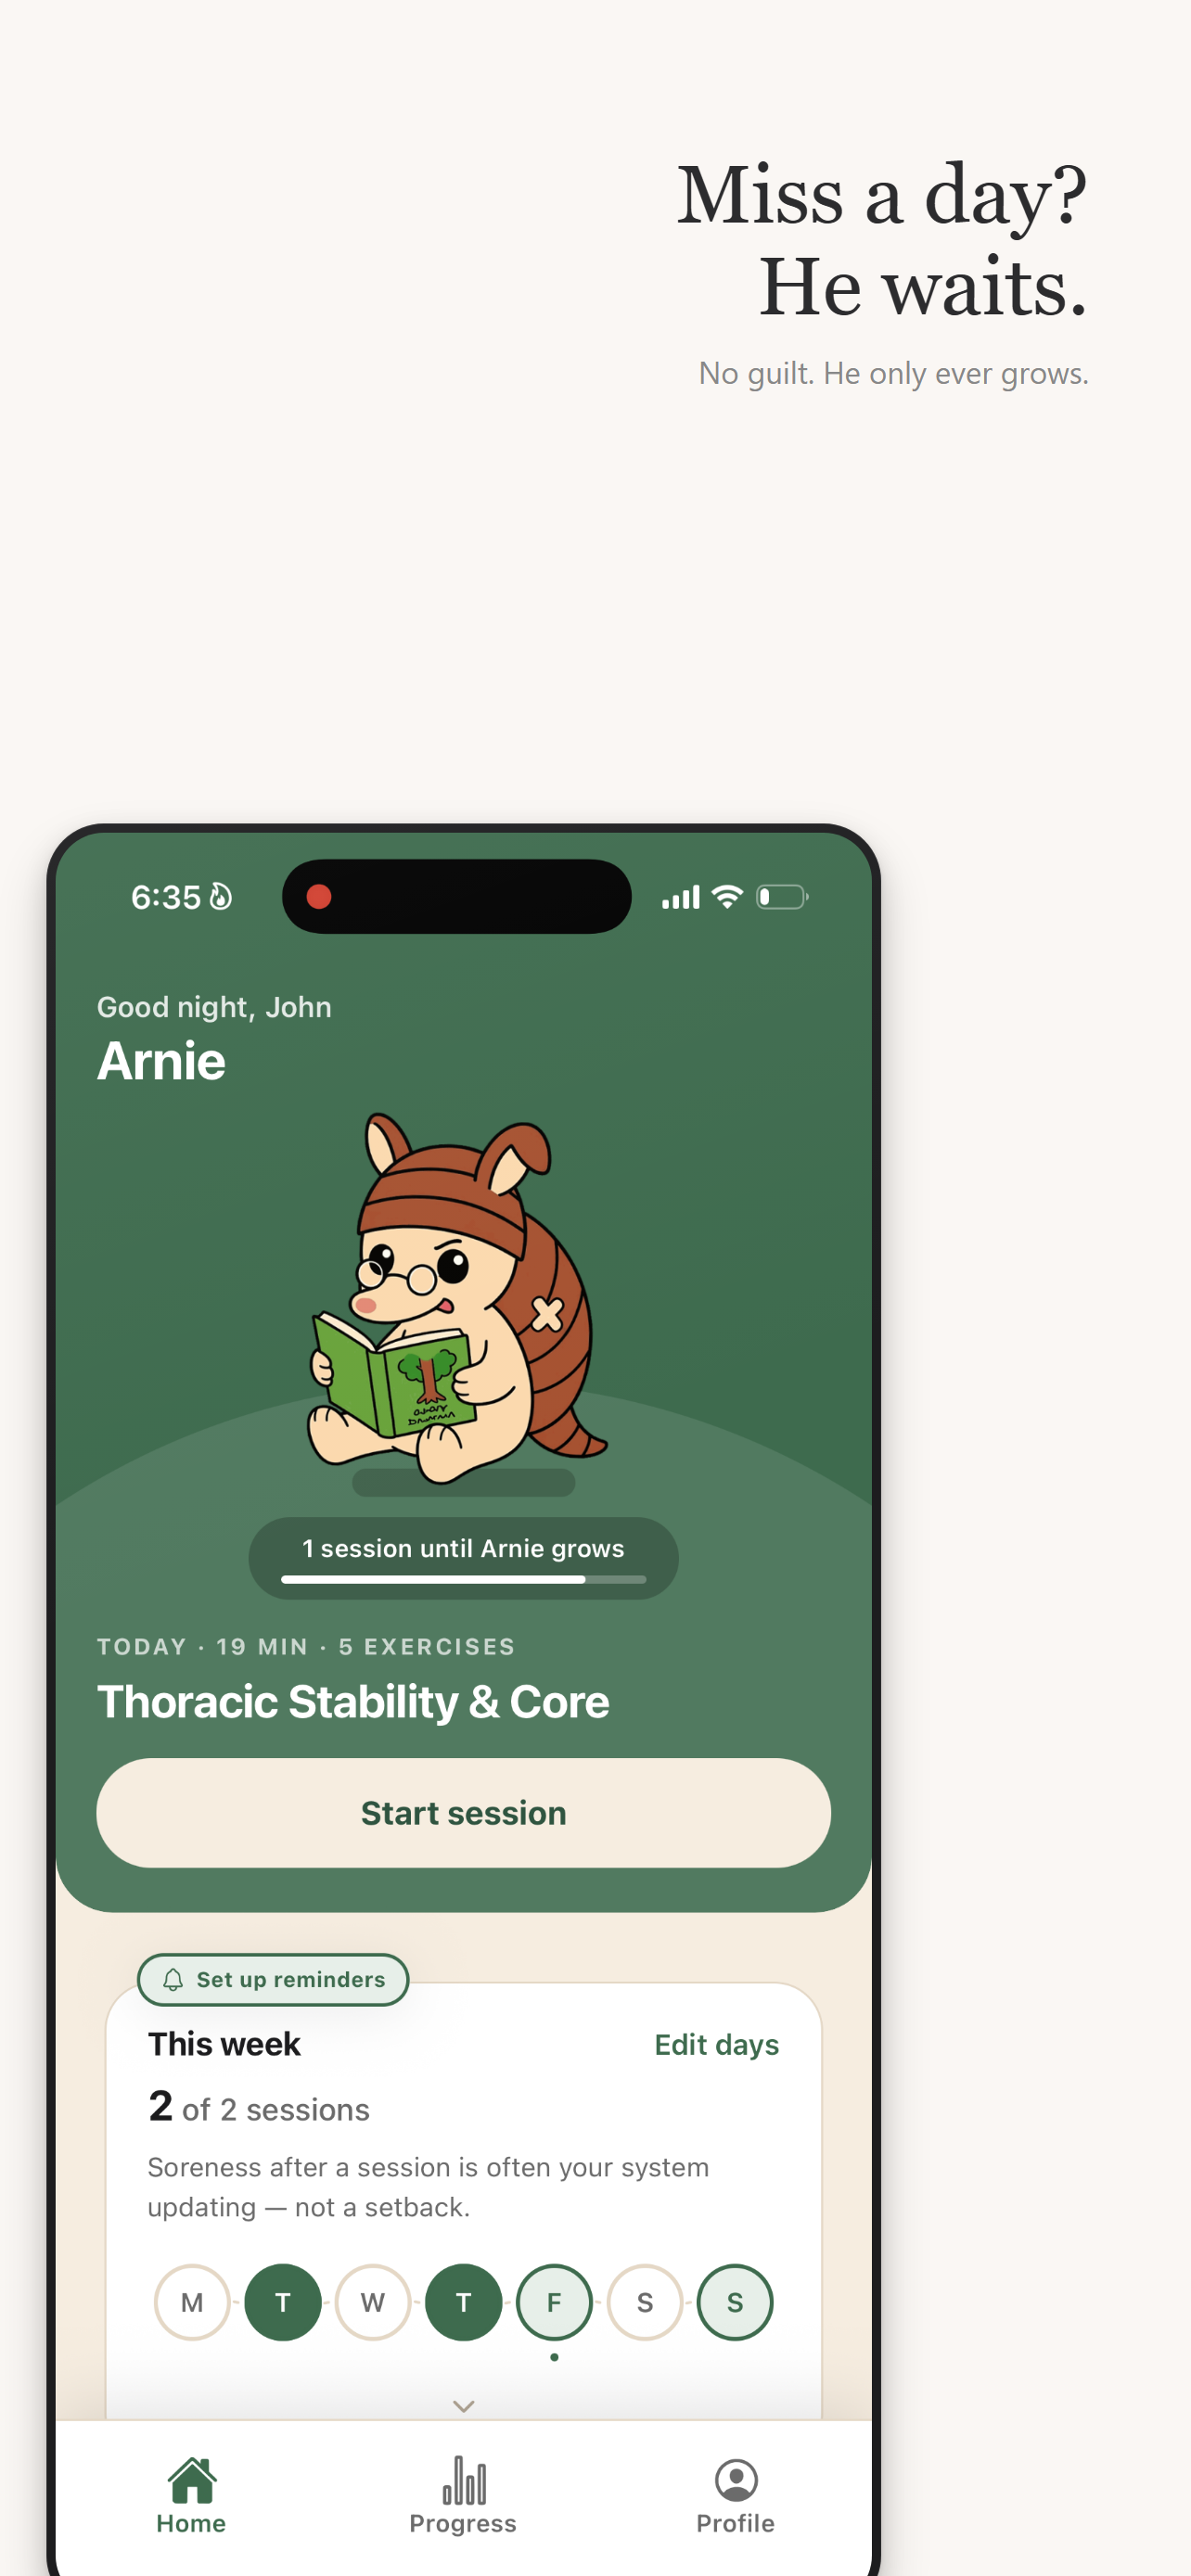 Miss a day?
He waits.
No guilt. He only ever grows.
6:35
Good night, John
Arnie
1 session until Arnie grows
TODAY · 19 MIN · 5 EXERCISES
Thoracic Stability & Core
Start session
Set up reminders
This week Edit days
2 of 2 sessions
Soreness after a session is often your system
updating — not a setback.
M T W T F S S
Home Progress Profile